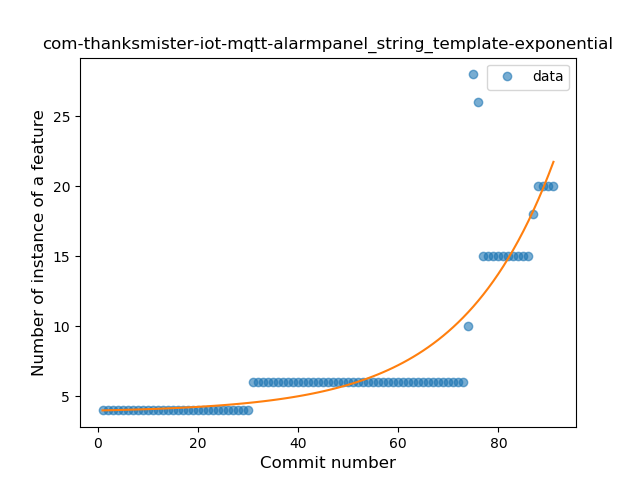 com-thanksmister-iot-mqtt-alarmpanel_string_template-exponential
data
Number of instance of a feature
25
20
15
10
5
0
20
40
60
80
Commit number